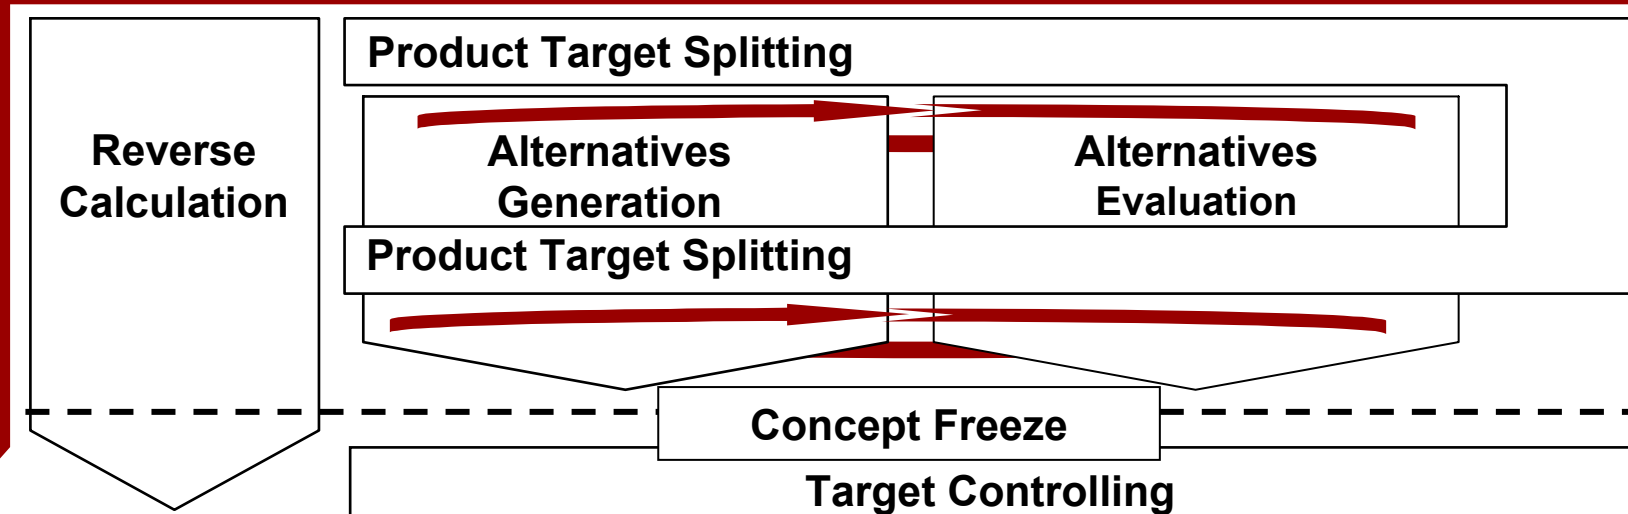 Product Target Splitting
Reverse
Calculation
Alternatives
Generation
Alternatives
Evaluation
Product Target Splitting
Concept Freeze
Target Controlling